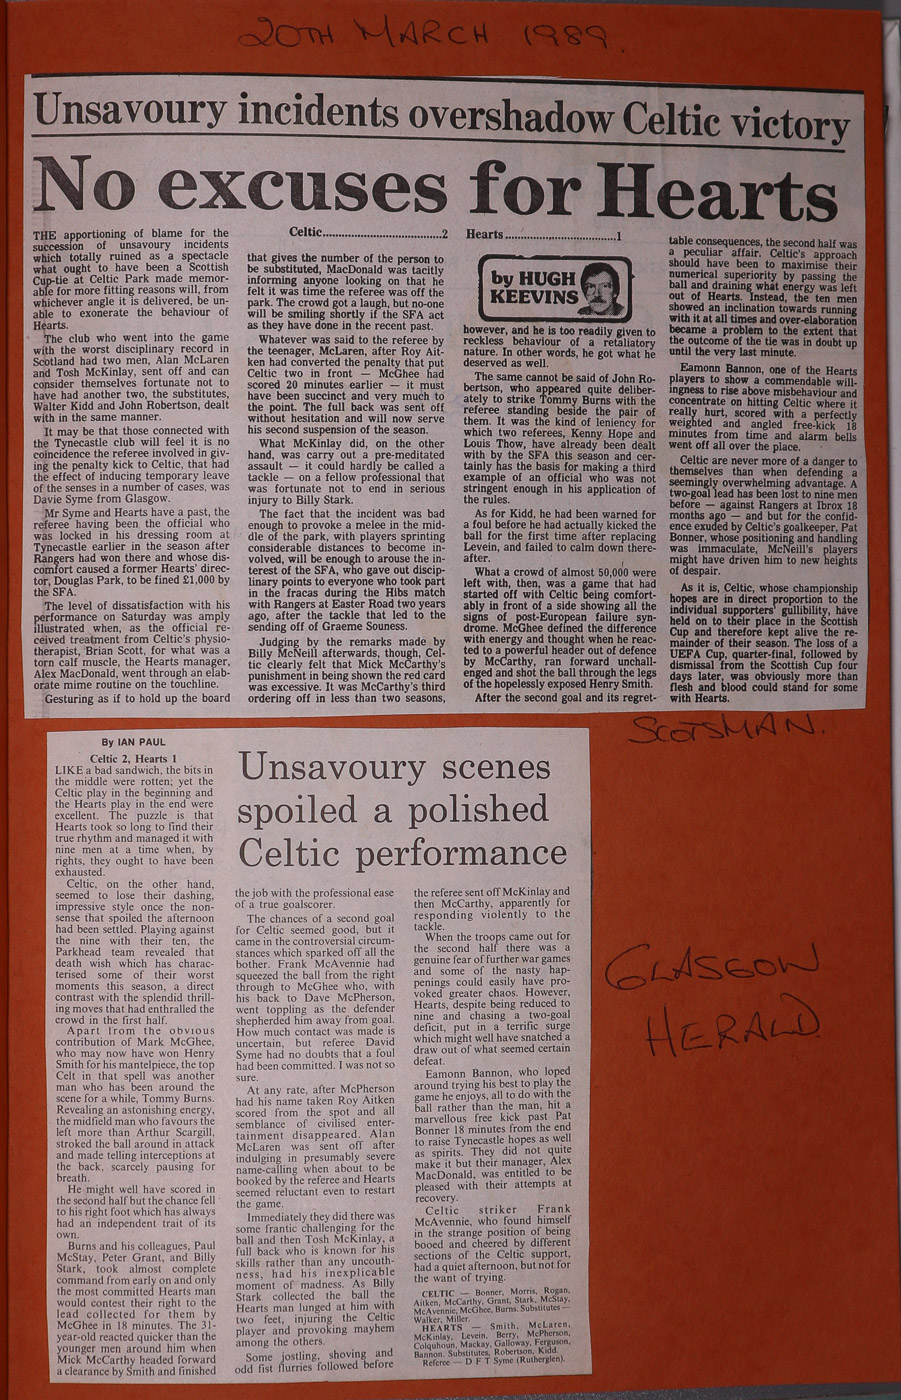 20TH MARCH 1989.
Unsavoury incidents overshadow Celtic victory
No excuses for Hearts
THE apportioning of blame for the
succession of unsavoury incidents
which totally ruined as a spectacle
what ought to have been a Scottish
Cup-tie at Celtic Park made memor-
able for more fitting reasons will, from
whichever angle it is delivered, be un-
able to exonerate the behaviour of
Hearts.
The club who went into the game
with the worst disciplinary record in
Scotland had two men, Alan McLaren
and Tosh McKinlay, sent off and can
consider themselves fortunate not to
have had another two, the substitutes,
Walter Kidd and John Robertson, dealt
with in the same manner.
It may be that those connected with
the Tynecastle club will feel it is no
coincidence the referee involved in giv-
ing the penalty kick to Celtic, that had
the effect of inducing temporary leave
of the senses in a number of cases, was
Davie Syme from Glasgow.
Mr Syme and Hearts have a past, the
referee having been the official who
was locked in his dressing room at
Tynecastle earlier in the season after
Rangers had won there and whose dis-
comfort caused a former Hearts' direc-
tor, Douglas Park, to be fined £1,000 by
the SFA.
The level of dissatisfaction with his
performance on Saturday was amply
illustrated when, as the official re-
ceived treatment from Celtic's physio-
therapist, Brian Scott, for what was a
torn calf muscle, the Hearts manager,
Alex MacDonald, went through an elab-
orate mime routine on the touchline.
Gesturing as if to hold up the board
Celtic.......................................2
that gives the number of the person to
be substituted, MacDonald was tacitly
informing anyone looking on that he
felt it was time the referee was off the
park. The crowd got a laugh, but no-one
will be smiling shortly if the SFA act
as they have done in the recent past.
Whatever was said to the referee by
the teenager, McLaren, after Roy Ait-
ken had converted the penalty that put
Celtic two in front — McGhee had
scored 20 minutes earlier — it must
have been succinct and very much to
the point. The full back was sent off
without hesitation and will now serve
his second suspension of the season.
What McKinlay did, on the other
hand, was carry out a pre-meditated
assault — it could hardly be called a
tackle — on a fellow professional that
was fortunate not to end in serious
injury to Billy Stark.
The fact that the incident was bad
enough to provoke a melee in the mid-
dle of the park, with players sprinting
considerable distances to become in-
volved, will be enough to arouse the in-
terest of the SFA, who gave out discip-
linary points to everyone who took part
in the fracas during the Hibs match
with Rangers at Easter Road two years
ago, after the tackle that led to the
sending off of Graeme Souness.
Judging by the remarks made by
Billy McNeill afterwards, though, Cel-
tic clearly felt that Mick McCarthy's
punishment in being shown the red card
was excessive. It was McCarthy's third
ordering off in less than two seasons,
Hearts.....................................1
by HUGH
KEEVINS
however, and he is too readily given to
reckless behaviour of a retaliatory
nature. In other words, he got what he
deserved as well.
The same cannot be said of John Ro-
bertson, who appeared quite deliber-
ately to strike Tommy Burns with the
referee standing beside the pair of
them. It was the kind of leniency for
which two referees, Kenny Hope and
Louis Thow, have already been dealt
with by the SFA this season and cer-
tainly has the basis for making a third
example of an official who was not
stringent enough in his application of
the rules.
As for Kidd, he had been warned for
a foul before he had actually kicked the
ball for the first time after replacing
Levein, and failed to calm down there-
after.
What a crowd of almost 50,000 were
left with, then, was a game that had
started off with Celtic being comfort-
ably in front of a side showing all the
signs of post-European failure syn-
drome. McGhee defined the difference
with energy and thought when he reac-
ted to a powerful header out of defence
by McCarthy, ran forward unchall-
enged and shot the ball through the legs
of the hopelessly exposed Henry Smith.
After the second goal and its regret-
table consequences, the second half was
a peculiar affair. Celtic's approach
should have been to maximise their
numerical superiority by passing the
ball and draining what energy was left
out of Hearts. Instead, the ten men
showed an inclination towards running
with it at all times and over-elaboration
became a problem to the extent that
the outcome of the tie was in doubt up
until the very last minute.
Eamonn Bannon, one of the Hearts
players to show a commendable will-
ingness to rise above misbehaviour and
concentrate on hitting Celtic where it
really hurt, scored with a perfectly
weighted and angled free-kick 18
minutes from time and alarm bells
went off all over the place.
Celtic are never more of a danger to
themselves than when defending a
seemingly overwhelming advantage. A
two-goal lead has been lost to nine men
before — against Rangers at Ibrox 18
months ago — and but for the confid-
ence exuded by Celtic's goalkeeper, Pat
Bonner, whose positioning and handling
was immaculate, McNeill's players
might have driven him to new heights
of despair.
As it is, Celtic, whose championship
hopes are in direct proportion to the
individual supporters' gullibility, have
held on to their place in the Scottish
Cup and therefore kept alive the re-
mainder of their season. The loss of a
UEFA Cup, quarter-final, followed by
dismissal from the Scottish Cup four
days later, was obviously more than
flesh and blood could stand for some
with Hearts.
SCOTSMAN.
By IAN PAUL
Celtic 2, Hearts 1
LIKE a bad sandwich, the bits in
the middle were rotten; yet the
Celtic play in the beginning and
the Hearts play in the end were
excellent. The puzzle is that
Hearts took so long to find their
true rhythm and managed it with
nine men at a time when, by
rights, they ought to have been
exhausted.
Celtic, on the other hand,
seemed to lose their dashing,
impressive style once the non-
sense that spoiled the afternoon
had been settled. Playing against
the nine with their ten, the
Parkhead team revealed that
death wish which has charac-
terised some of their worst
moments this season, a direct
contrast with the splendid thrill-
ing moves that had enthralled the
crowd in the first half.
Apart from the obvious
contribution of Mark McGhee,
who may now have won Henry
Smith for his mantelpiece, the top
Celt in that spell was another
man who has been around the
scene for a while, Tommy Burns.
Revealing an astonishing energy,
the midfield man who favours the
left more than Arthur Scargill,
stroked the ball around in attack
and made telling interceptions at
the back, scarcely pausing for
breath.
He might well have scored in
the second half but the chance fell
to his right foot which has always
had an independent trait of its
own.
Burns and his colleagues, Paul
McStay, Peter Grant, and Billy
Stark, took almost complete
command from early on and only
the most committed Hearts man
would contest their right to the
lead collected for them by
McGhee in 18 minutes. The 31-
year-old reacted quicker than the
younger men around him when
Mick McCarthy headed forward
a clearance by Smith and finished
Unsavoury scenes
spoiled a polished
Celtic performance
the job with the professional ease
of a true goalscorer.
The chances of a second goal
for Celtic seemed good, but it
came in the controversial circum-
stances which sparked off all the
bother. Frank McAvennie had
squeezed the ball from the right
through to McGhee who, with
his back to Dave McPherson,
went toppling as the defender
shepherded him away from goal.
How much contact was made is
uncertain, but referee David
Syme had no doubts that a foul
had been committed. I was not so
sure.
At any rate, after McPherson
had his name taken Roy Aitken
scored from the spot and all
semblance of civilised enter-
tainment disappeared. Alan
McLaren was sent off after
indulging in presumably severe
name-calling when about to be
booked by the referee and Hearts
seemed reluctant even to restart
the game.
Immediately they did there was
some frantic challenging for the
ball and then Tosh McKinlay, a
full back who is known for his
skills rather than any uncouth-
ness, had his inexplicable
moment of madness. As Billy
Stark collected the ball the
Hearts man lunged at him with
two feet, injuring the Celtic
player and provoking mayhem
among the others.
Some jostling, shoving and
odd fist flurries followed before
the referee sent off McKinlay and
then McCarthy, apparently for
responding violently to the
tackle.
When the troops came out for
the second half there was a
genuine fear of further war games
and some of the nasty hap-
penings could easily have pro-
voked greater chaos. However,
Hearts, despite being reduced to
nine and chasing a two-goal
deficit, put in a terrific surge
which might well have snatched a
draw out of what seemed certain
defeat.
Eamonn Bannon, who loped
around trying his best to play the
game he enjoys, all to do with the
ball rather than the man, hit a
marvellous free kick past Pat
Bonner 18 minutes from the end
to raise Tynecastle hopes as well
as spirits. They did not quite
make it but their manager, Alex
MacDonald, was entitled to be
pleased with their attempts at
recovery.
Celtic striker Frank
McAvennie, who found himself
in the strange position of being
booed and cheered by different
sections of the Celtic support,
had a quiet afternoon, but not for
the want of trying.
CELTIC — Bonner, Morris, Rogan,
Aitken, McCarthy, Grant, Stark, McStay,
McAvennie, McGhee, Burns. Substitutes —
Walker, Miller.
HEARTS — Smith, McLaren,
McKinlay, Levein, Berry, McPherson,
Colquhoun, Mackay, Galloway, Ferguson,
Bannon. Substitutes, Robertson, Kidd.
Referee — D F T Syme (Rutherglen).
GLASGOW
HERALD